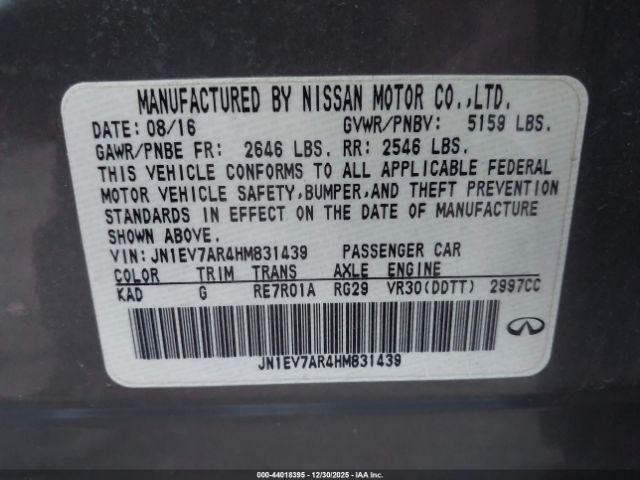 MANUFACTURED BY NISSAN MOTOR CO.,LTD.
DATE: 08/16 GVWR/PNBV: 5159 LBS.
GAWR/PNBE FR: 2646 LBS. RR: 2546 LBS.
THIS VEHICLE CONFORMS TO ALL APPLICABLE FEDERAL
MOTOR VEHICLE SAFETY,BUMPER,AND THEFT PREVENTION
STANDARDS IN EFFECT ON THE DATE OF MANUFACTURE
SHOWN ABOVE.
VIN: JN1EV7AR4HM831439 PASSENGER CAR
COLOR TRIM TRANS AXLE ENGINE
KAD G RE7R01A RG29 VR30(DDTT) 2997CC
JN1EV7AR4HM831439
INFINITI
000-44018395 - 12/30/2025 - IAA Inc.